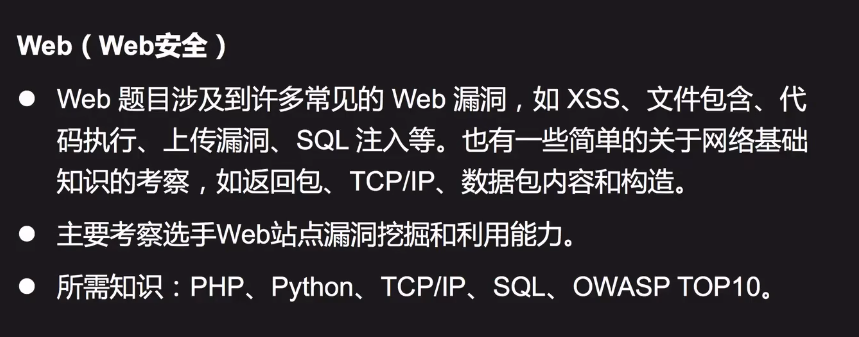 Web（Web安全）
● Web 题目涉及到许多常见的 Web 漏洞，如 XSS、文件包含、代
码执行、上传漏洞、SQL 注入等。也有一些简单的关于网络基础
知识的考察，如返回包、TCP/IP、数据包内容和构造。
● 主要考察选手Web站点漏洞挖掘和利用能力。
● 所需知识：PHP、Python、TCP/IP、SQL、OWASP TOP10。